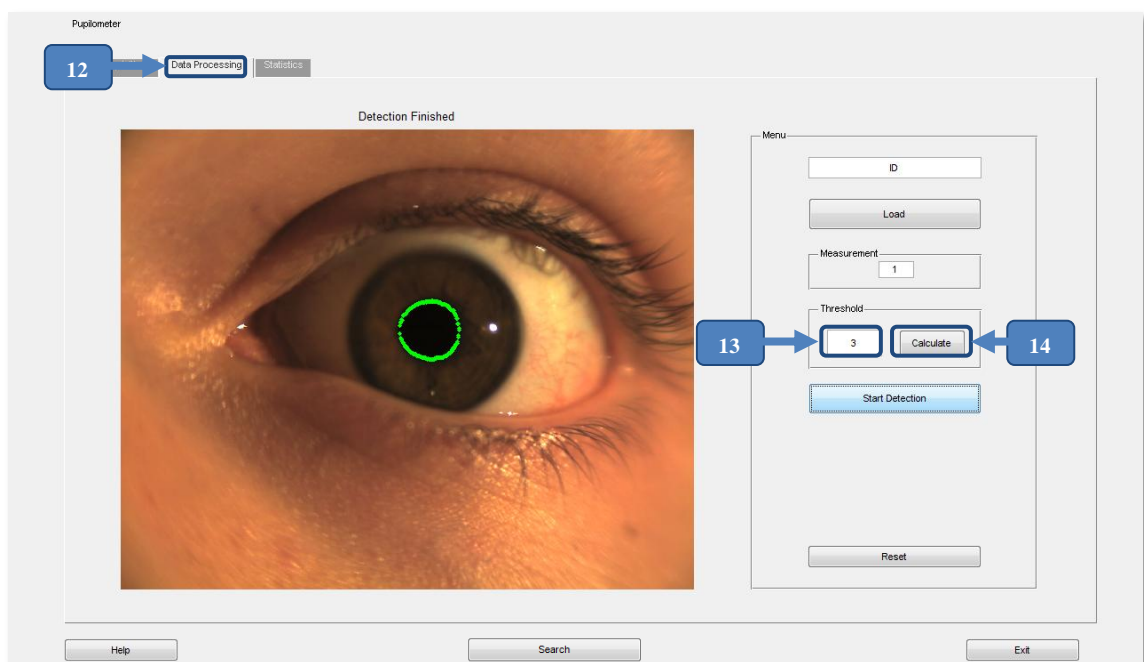 Pupilometer
12
Data Processing
Statistics
Detection Finished
Menu
ID
Load
Measurement
1
Threshold
13
3
Calculate
14
Start Detection
Reset
Help
Search
Exit